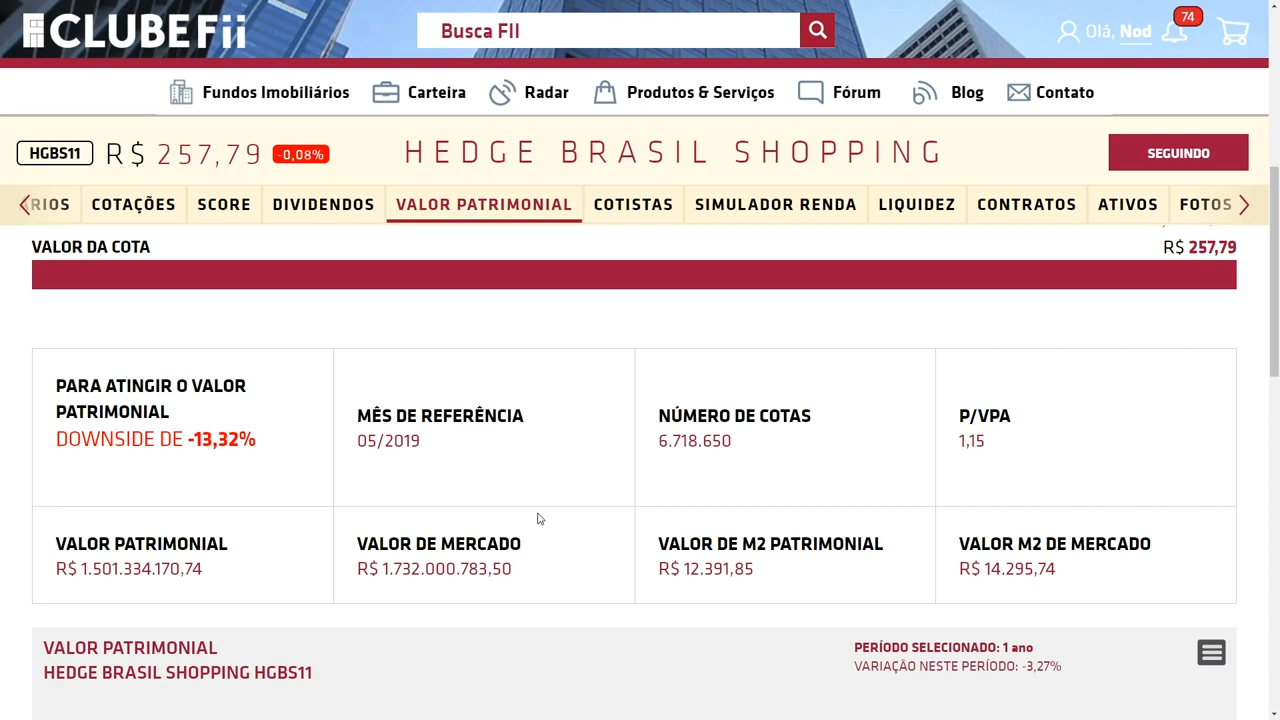 CLUBEFii
Busca FII
Olá, Nod
74
Fundos Imobiliários
Carteira
Radar
Produtos & Serviços
Fórum
Blog
Contato
HGBS11
R$ 257,79
-0,08%
HEDGE BRASIL SHOPPING
SEGUINDO
RIOS
COTAÇÕES
SCORE
DIVIDENDOS
VALOR PATRIMONIAL
COTISTAS
SIMULADOR RENDA
LIQUIDEZ
CONTRATOS
ATIVOS
FOTOS
VALOR DA COTA
R$ 257,79
PARA ATINGIR O VALOR
PATRIMONIAL
DOWNSIDE DE -13,32%
MÊS DE REFERÊNCIA
05/2019
NÚMERO DE COTAS
6.718.650
P/VPA
1,15
VALOR PATRIMONIAL
R$ 1.501.334.170,74
VALOR DE MERCADO
R$ 1.732.000.783,50
VALOR DE M2 PATRIMONIAL
R$ 12.391,85
VALOR M2 DE MERCADO
R$ 14.295,74
VALOR PATRIMONIAL
HEDGE BRASIL SHOPPING HGBS11
PERÍODO SELECIONADO: 1 ano
VARIAÇÃO NESTE PERÍODO: -3,27%